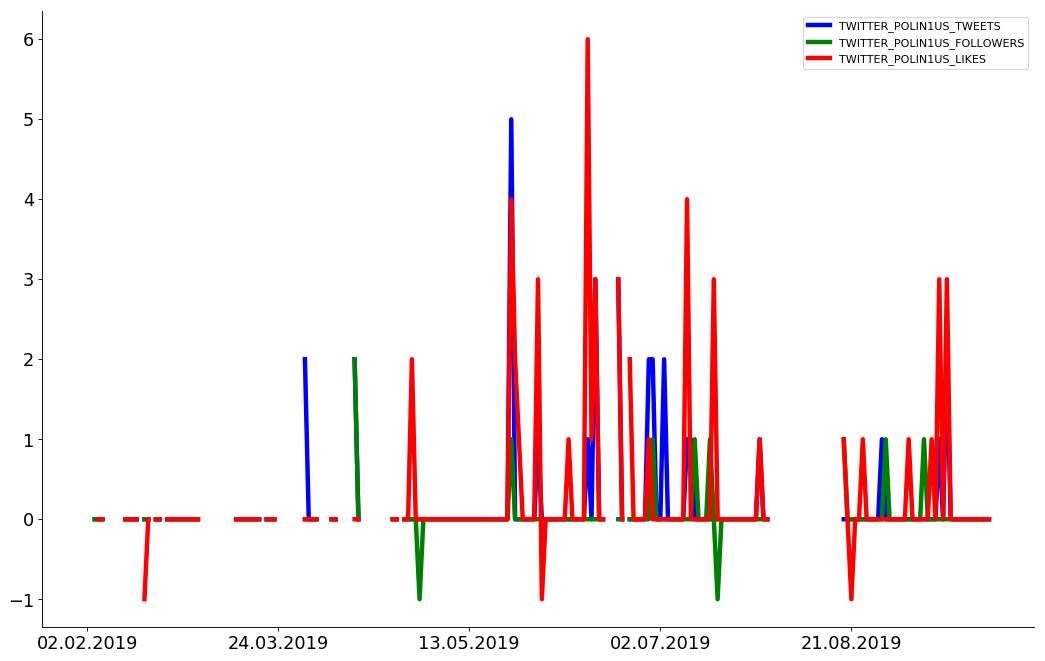 TWITTER_POLIN1US_TWEETS
TWITTER_POLIN1US_FOLLOWERS
TWITTER_POLIN1US_LIKES
6
5
4
3
2
1
0
−1
02.02.2019 24.03.2019 13.05.2019 02.07.2019 21.08.2019